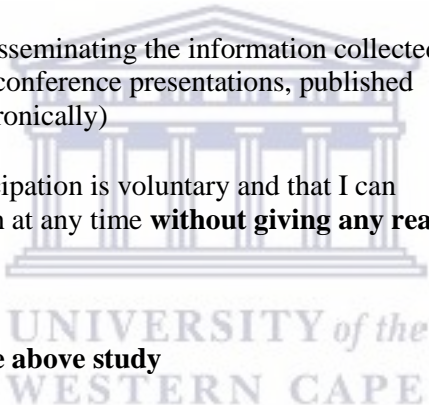 sseminating the information collected
conference presentations, published
ronically)
cipation is voluntary and that I can
n at any time without giving any rea
e above study
UNIVERSITY of the
WESTERN CAPE